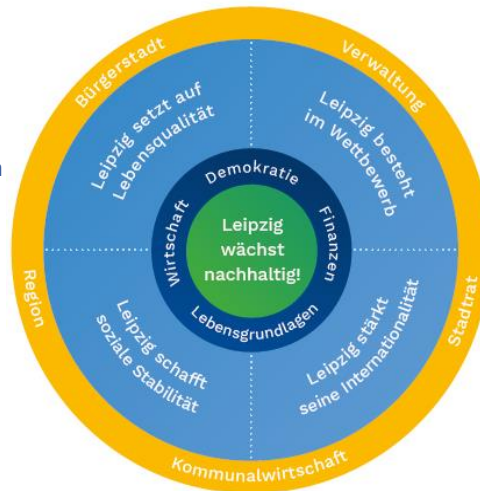 Bürgerstadt
Verwaltung
Leipzig setzt auf
Lebensqualität
Leipzig besteht
im Wettbewerb
Demokratie
Wirtschaft
Finanzen
Leipzig
wächst
nachhaltig!
Lebensgrundlagen
Region
Stadtrat
Leipzig schafft
soziale Stabilität
Leipzig stärkt
seine Internationalität
Kommunalwirtschaft